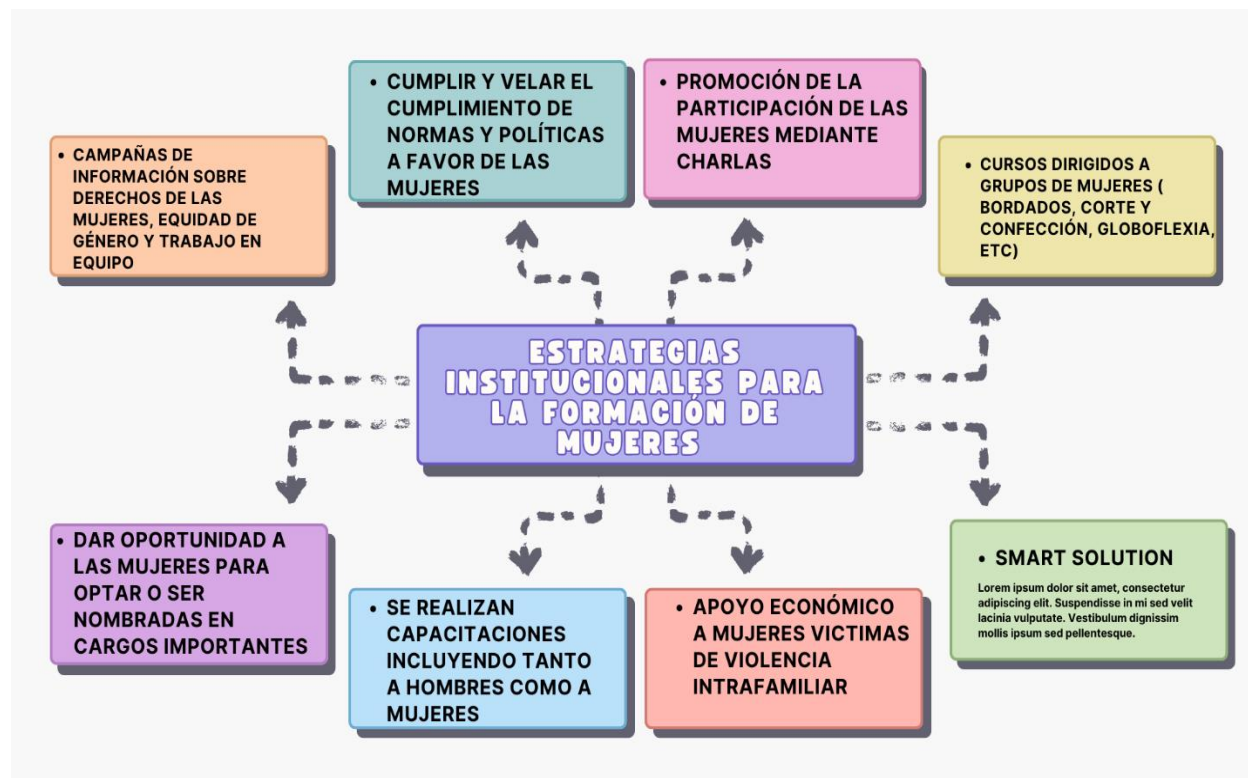 • CUMPLIR Y VELAR EL
CUMPLIMIENTO DE
NORMAS Y POLÍTICAS
A FAVOR DE LAS
MUJERES
• PROMOCIÓN DE LA
PARTICIPACIÓN DE LAS
MUJERES MEDIANTE
CHARLAS
• CAMPAÑAS DE
INFORMACIÓN SOBRE
DERECHOS DE LAS
MUJERES, EQUIDAD DE
GÉNERO Y TRABAJO EN
EQUIPO
• CURSOS DIRIGIDOS A
GRUPOS DE MUJERES (
BORDADOS, CORTE Y
CONFECCIÓN, GLOBOFLEXIA,
ETC)
ESTRATEGIAS
INSTITUCIONALES PARA
LA FORMACIÓN DE
MUJERES
• DAR OPORTUNIDAD A
LAS MUJERES PARA
OPTAR O SER
NOMBRADAS EN
CARGOS IMPORTANTES
• SE REALIZAN
CAPACITACIONES
INCLUYENDO TANTO
A HOMBRES COMO A
MUJERES
• APOYO ECONÓMICO
A MUJERES VICTIMAS
DE VIOLENCIA
INTRAFAMILIAR
• SMART SOLUTION
Lorem ipsum dolor sit amet, consectetur
adipiscing elit. Suspendisse in mi sed velit
lacinia vulputate. Vestibulum dignissim
mollis ipsum sed pellentesque.